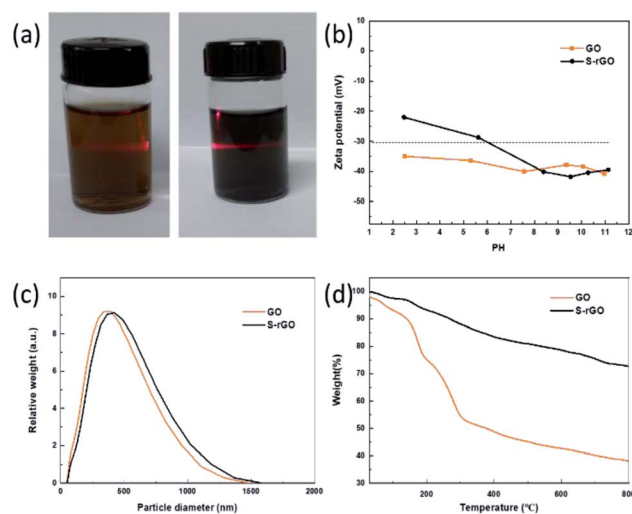 (a)
(b)
10
0
-10
-20
-30
-40
-50
1 2 3 4 5 6 7 8 9 10 11 12
Zeta potential (mV)
PH
GO
S-rGO
(c)
10
8
6
4
2
0
0 500 1000 1500 2000
Relative weight (a.u.)
Particle diameter (nm)
GO
S-rGO
(d)
100
90
80
70
60
50
40
30
200 400 600 800
Weight(%)
Temperature (℃)
GO
S-rGO